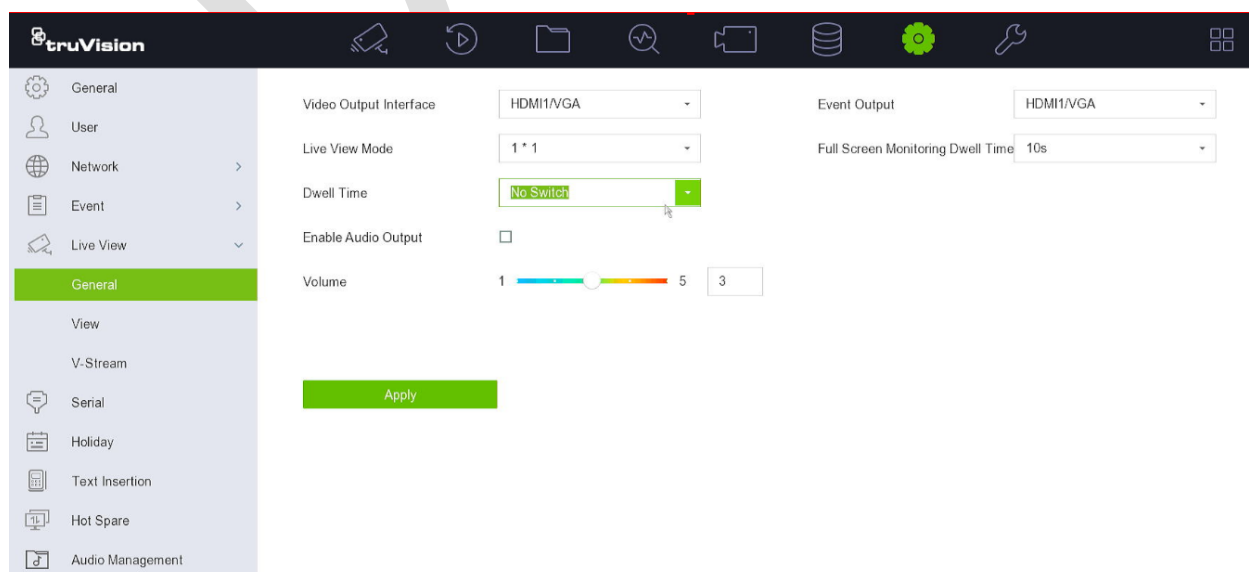 truVision
General
User
Network
Event
Live View
General
View
V-Stream
Serial
Holiday
Text Insertion
Hot Spare
Audio Management
Video Output Interface HDMI1/VGA Event Output HDMI1/VGA
Live View Mode 1 * 1 Full Screen Monitoring Dwell Time 10s
Dwell Time No Switch
Enable Audio Output
Volume 1 5 3
Apply